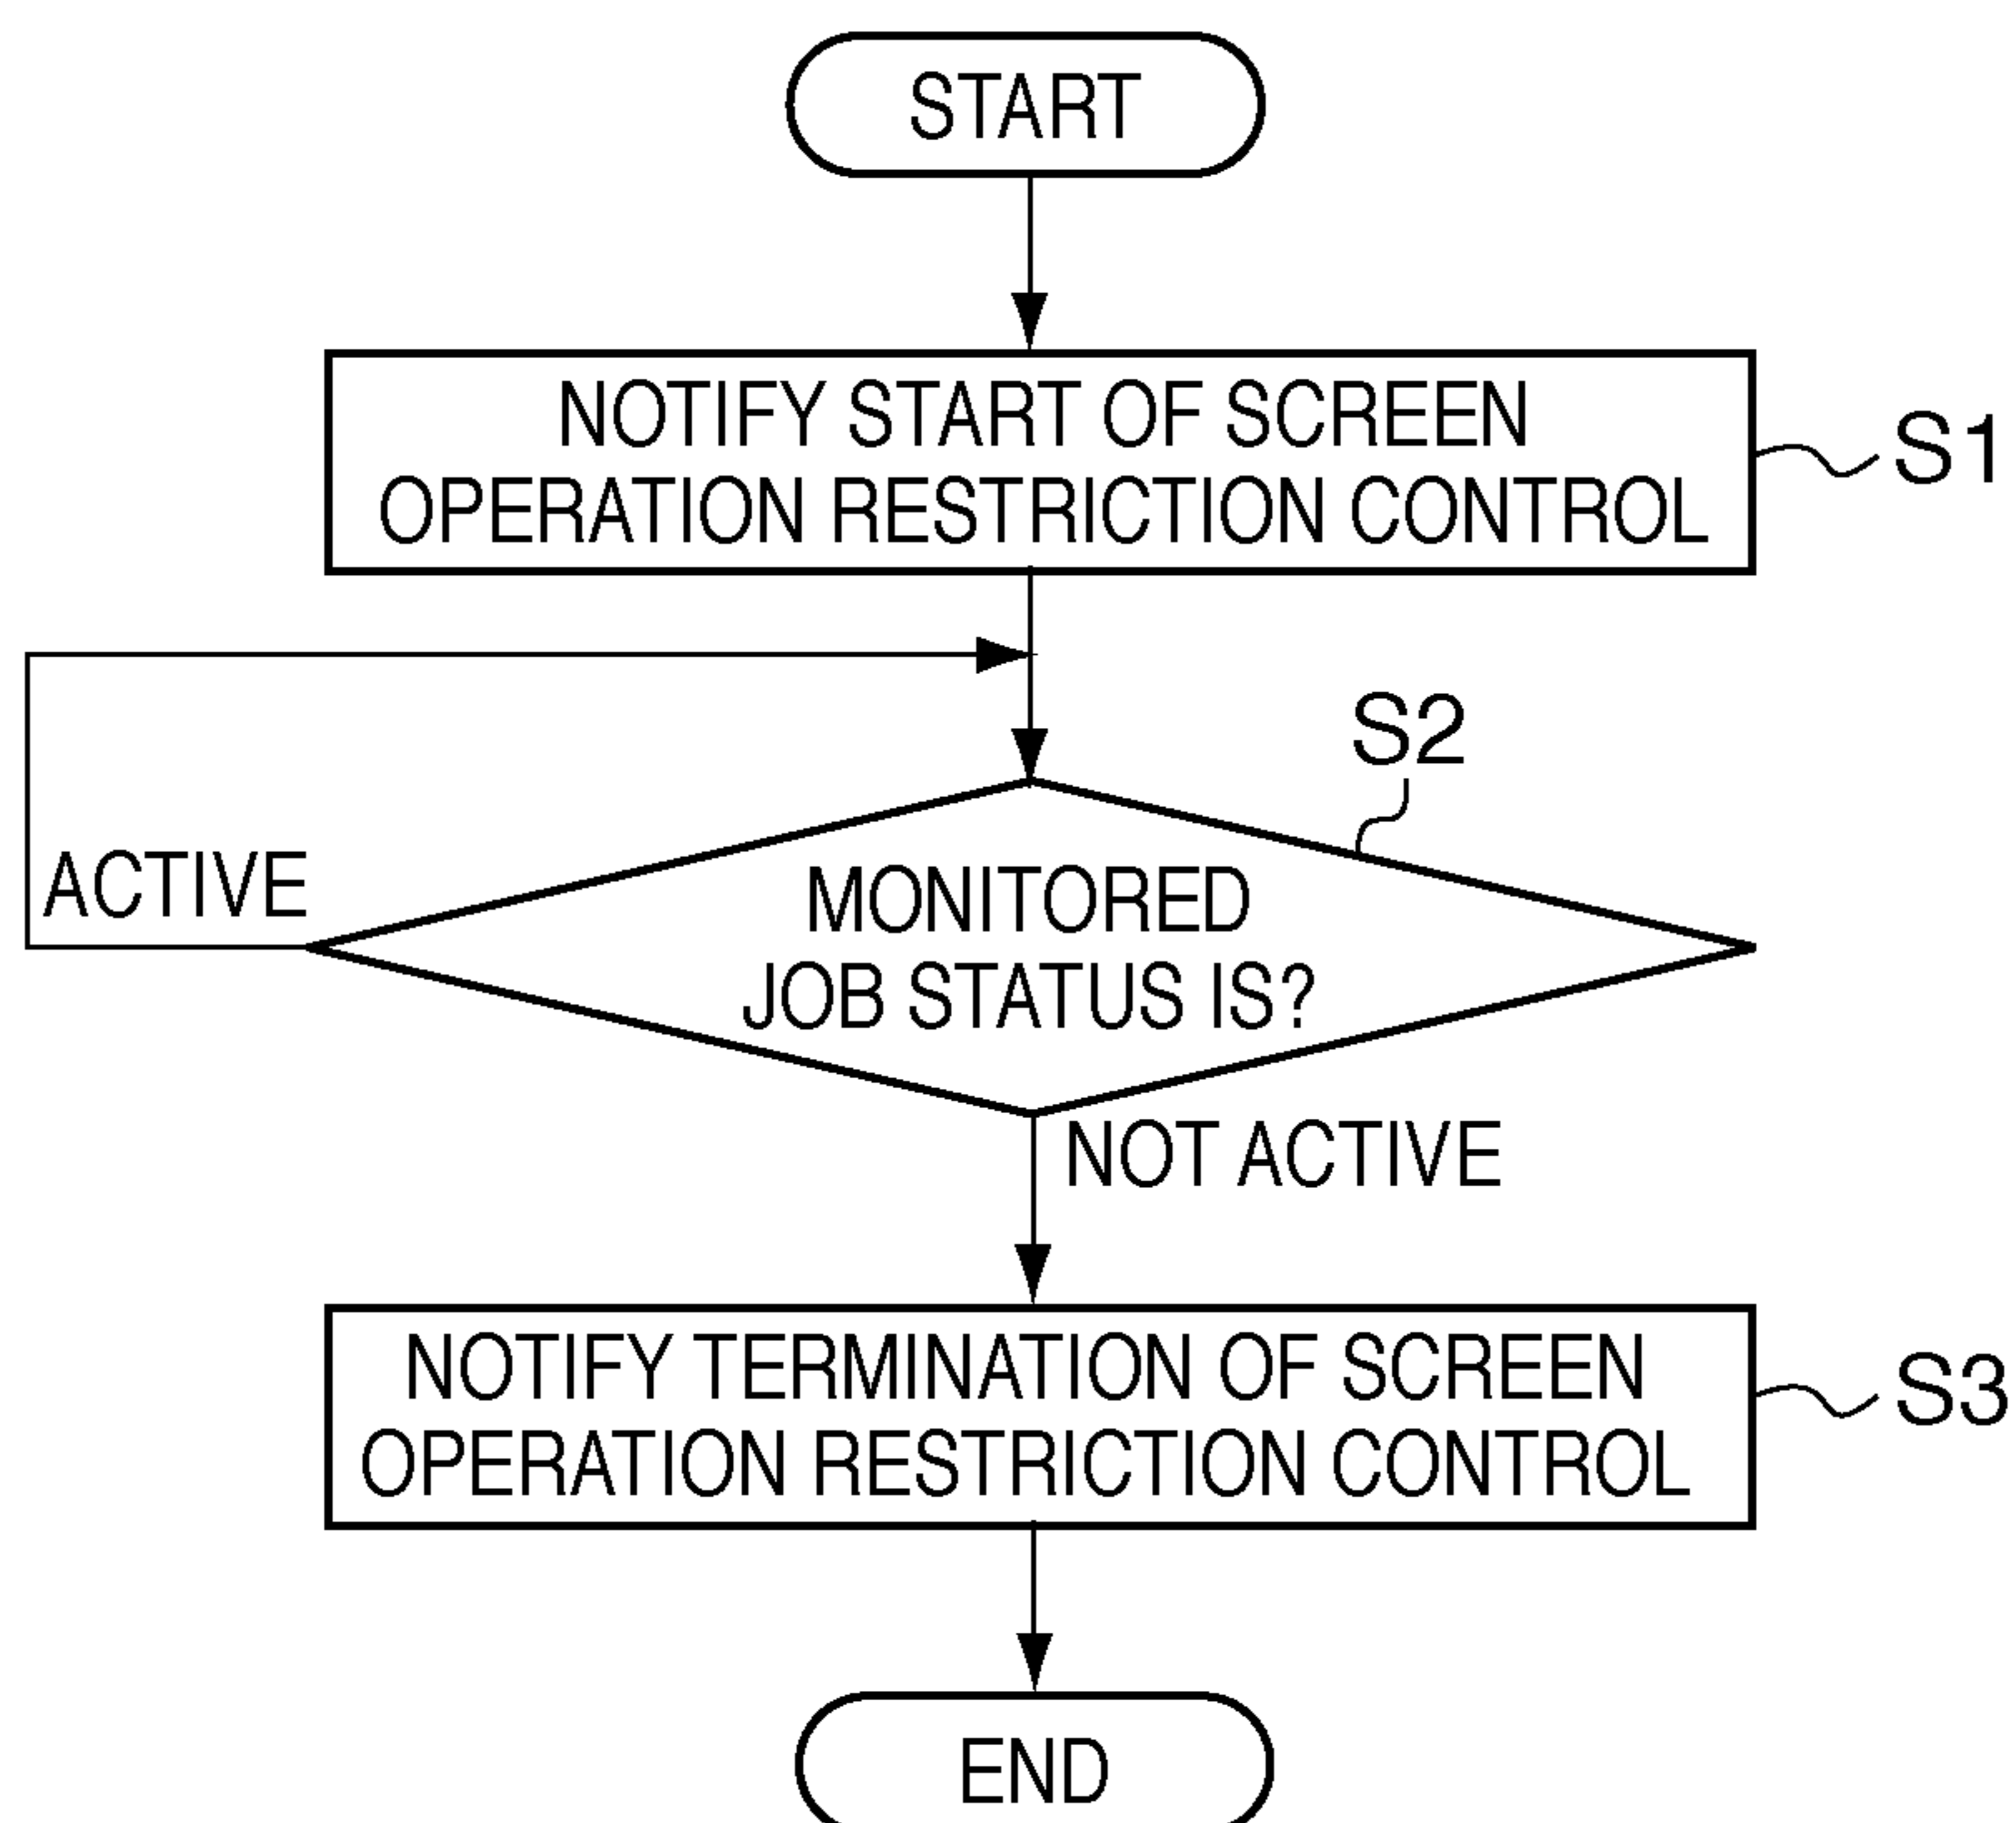 START
NOTIFY START OF SCREEN
OPERATION RESTRICTION CONTROL
S1
S2
ACTIVE
MONITORED
JOB STATUS IS?
NOT ACTIVE
NOTIFY TERMINATION OF SCREEN
OPERATION RESTRICTION CONTROL
S3
END